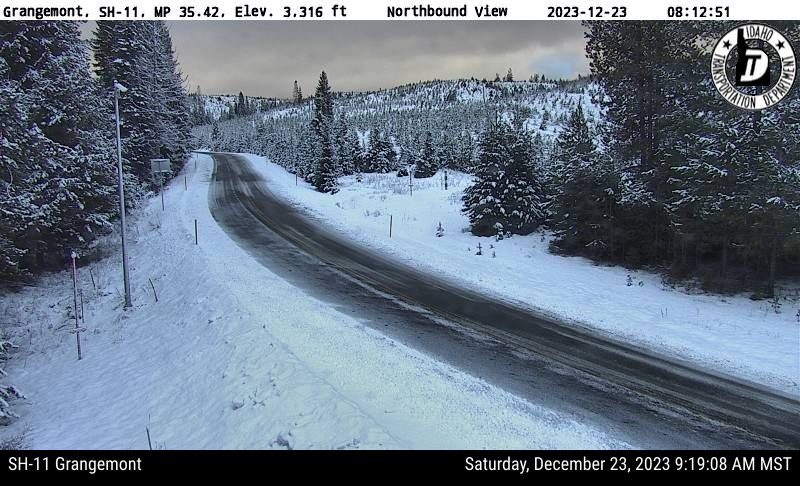 Grangemont, SH-11, MP 35.42, Elev. 3,316 ft Northbound View 2023-12-23 08:12:51
IDAHO
TRANSPORTATION DEPARTMENT
SH-11 Grangemont Saturday, December 23, 2023 9:19:08 AM MST